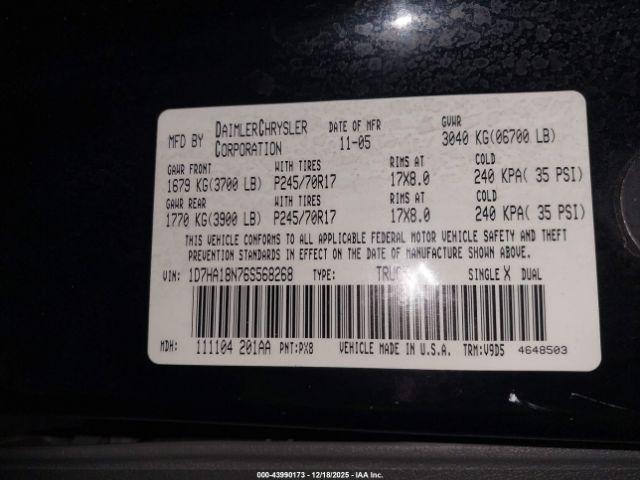 MFD BY DAIMLERCHRYSLER CORPORATION DATE OF MFR 11-05 GVWR 3040 KG(06700 LB)
GAWR FRONT WITH TIRES RIMS AT COLD
1679 KG(3700 LB) P245/70R17 17X8.0 240 KPA( 35 PSI)
GAWR REAR WITH TIRES RIMS AT COLD
1770 KG(3900 LB) P245/70R17 17X8.0 240 KPA( 35 PSI)
THIS VEHICLE CONFORMS TO ALL APPLICABLE FEDERAL MOTOR VEHICLE SAFETY AND THEFT
PREVENTION STANDARDS IN EFFECT ON THE DATE OF MANUFACTURE SHOWN ABOVE.
VIN: 1D7HA18N76S568268 TYPE: SINGLE X DUAL
MDH: 111104 201AA PNT:PX8 VEHICLE MADE IN U.S.A. TRM:V9D5 4648503
000-43990173 • 12/18/2025 • IAA Inc.